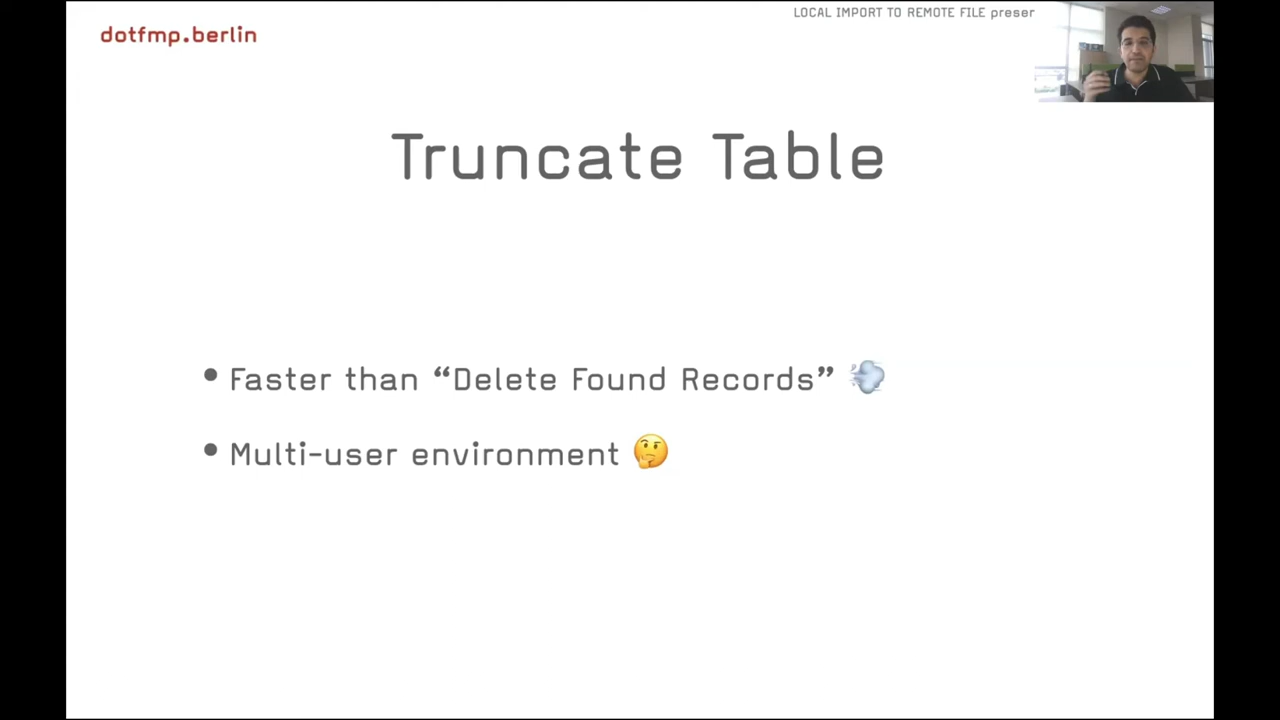 dotfmp.berlin
LOCAL IMPORT TO REMOTE FILE preser
Truncate Table
• Faster than “Delete Found Records” 💨
• Multi-user environment 🤔